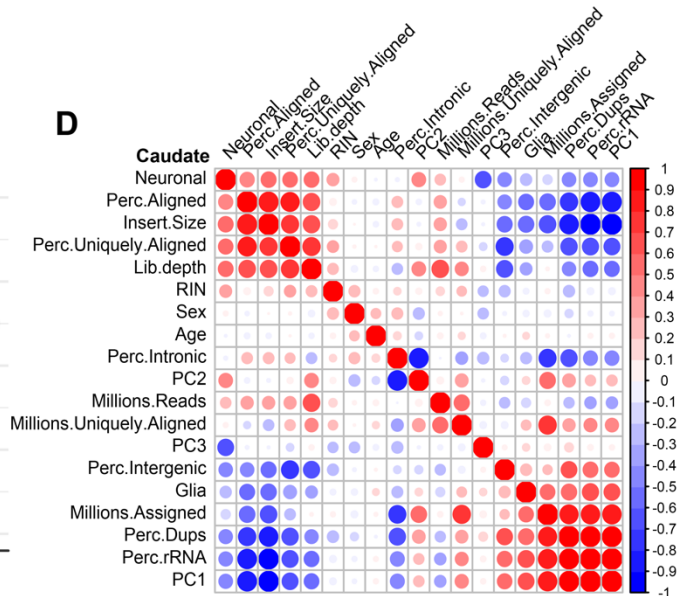 D
Caudate
Neuronal
Perc.Aligned
Insert.Size
Perc.Uniquely.Aligned
Lib.depth
RIN
Sex
Age
Perc.Intronic
PC2
Millions.Reads
Millions.Uniquely.Aligned
PC3
Perc.Intergenic
Glia
Millions.Assigned
Perc.Dups
Perc.rRNA
PC1
Neuronal
Perc.Aligned
Insert.Size
Perc.Uniquely.Aligned
Lib.depth
RIN
Sex
Age
Perc.Intronic
PC2
Millions.Reads
Millions.Uniquely.Aligned
PC3
Perc.Intergenic
Glia
Millions.Assigned
Perc.Dups
Perc.rRNA
PC1
1
0.9
0.8
0.7
0.6
0.5
0.4
0.3
0.2
0.1
0
-0.1
-0.2
-0.3
-0.4
-0.5
-0.6
-0.7
-0.8
-0.9
-1